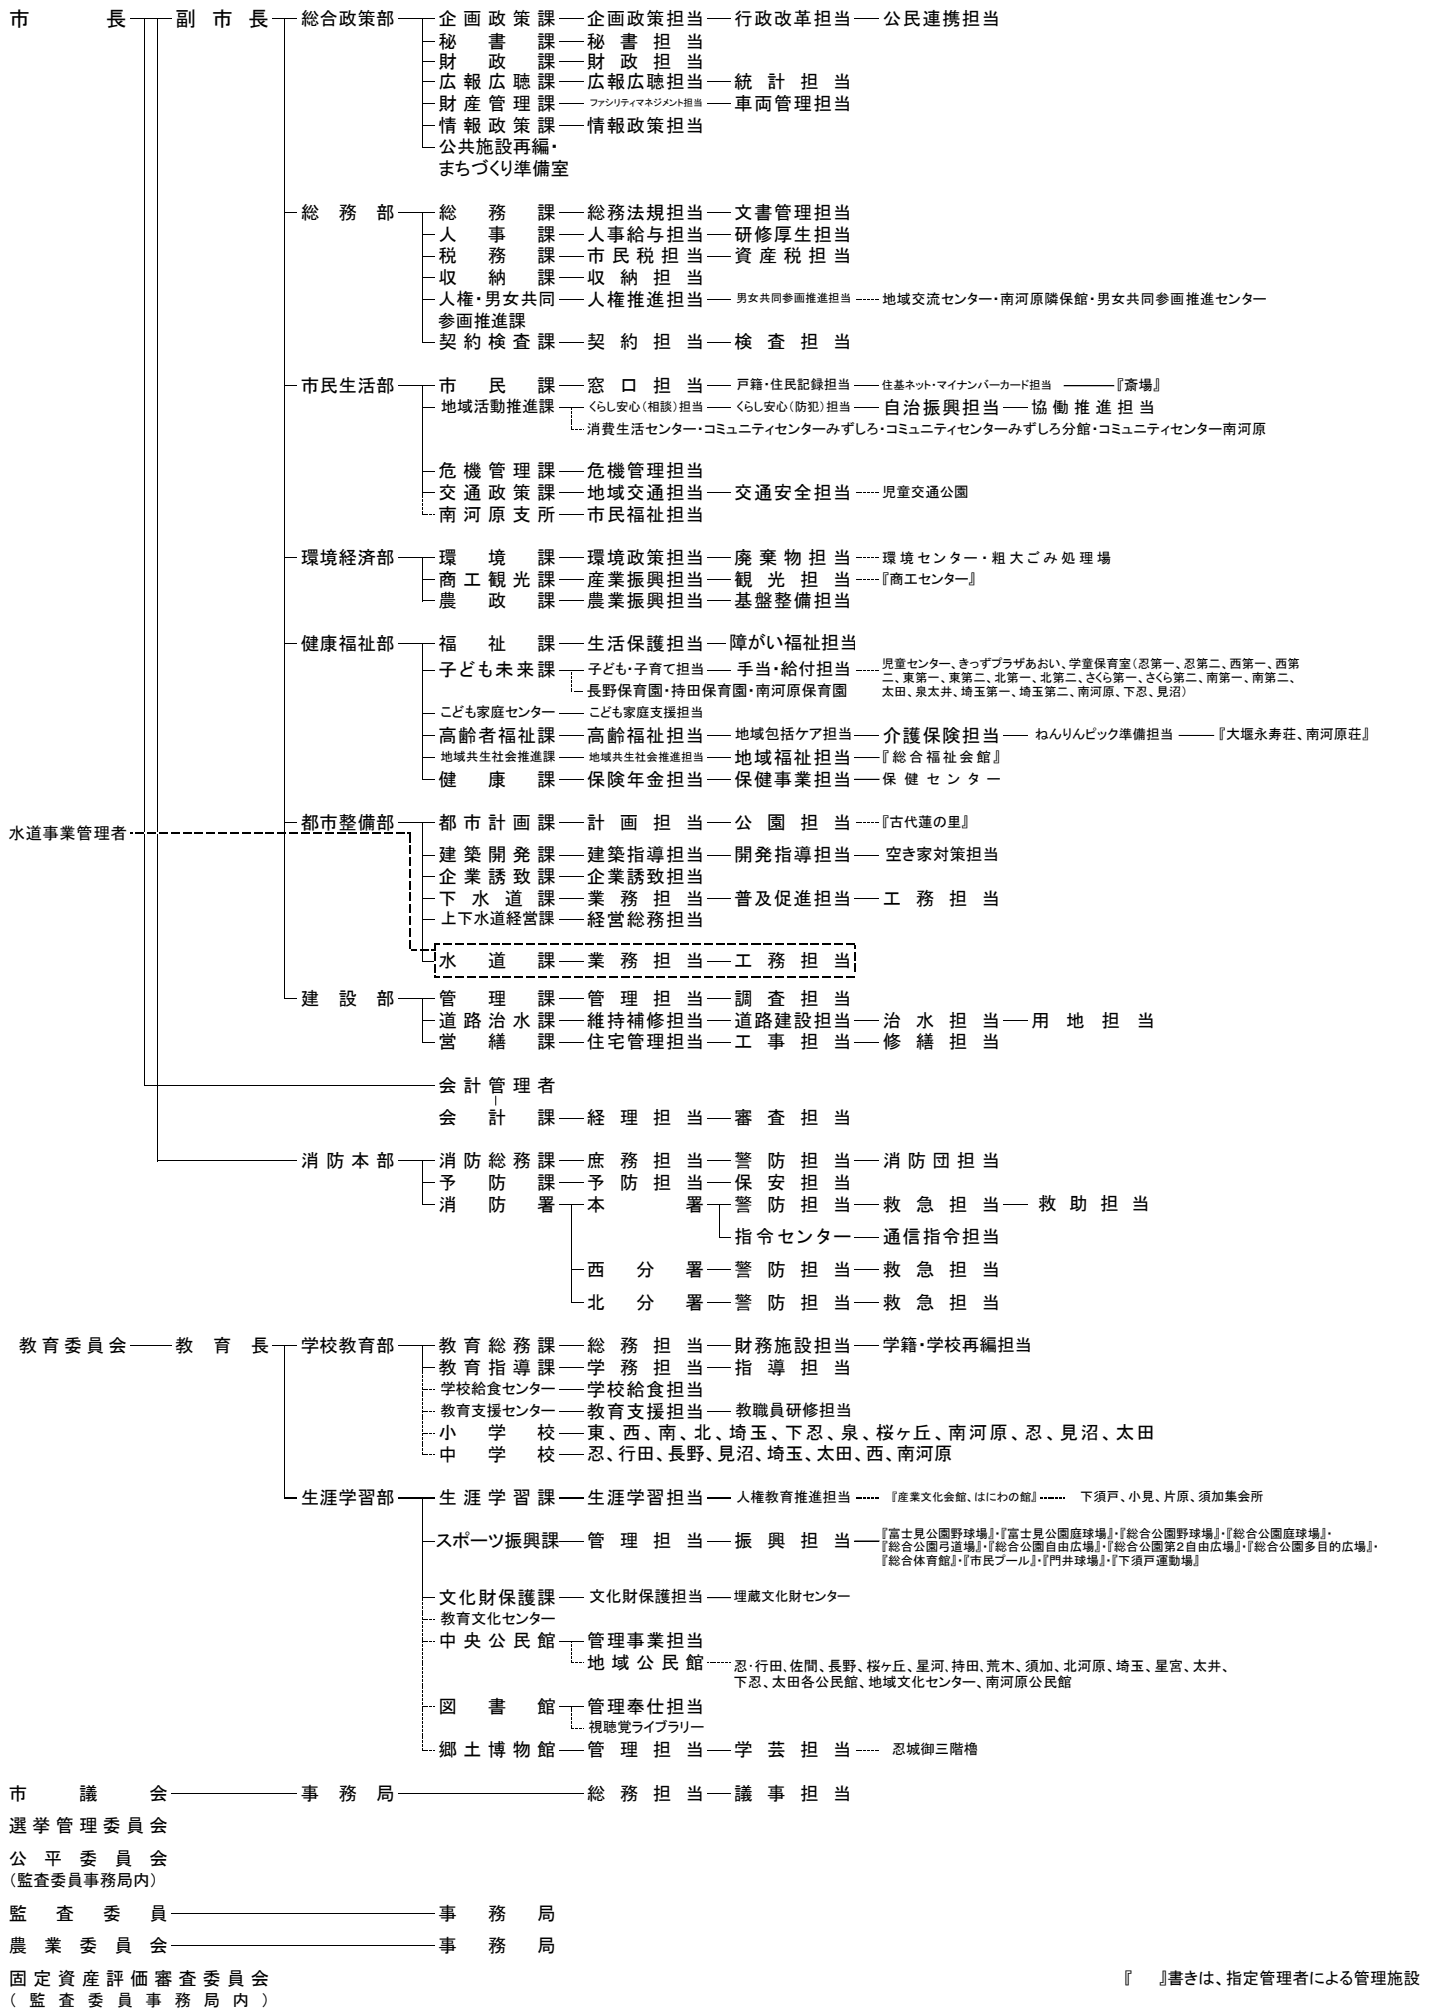 市長 副市長 総合政策部 企画政策課 企画政策担当 行政改革担当 公民連携担当
秘書課 秘書担当
財政課 財政担当
広報広聴課 広報広聴担当 統計担当
財産管理課 ファシリティマネジメント担当 車両管理担当
情報政策課 情報政策担当
公共施設再編・
まちづくり準備室
総務部 総務課 総務法規担当 文書管理担当
人事課 人事給与担当 研修厚生担当
税務課 市民税担当 資産税担当
収納課 収納担当
人権・男女共同 人権推進担当 男女共同参画推進担当 地域交流センター・南河原隣保館・男女共同参画推進センター
参画推進課
契約検査課 契約担当 検査担当
市民生活部 市民課 窓口担当 戸籍・住民記録担当 住基ネット・マイナンバーカード担当 『斎場』
地域活動推進課 くらし安心（相談）担当 くらし安心（防犯）担当 自治振興担当 協働推進担当
消費生活センター・コミュニティセンターみずしろ・コミュニティセンターみずしろ分館・コミュニティセンター南河原
危機管理課 危機管理担当
交通政策課 地域交通担当 交通安全担当 児童交通公園
南河原支所 市民福祉担当
環境経済部 環境課 環境政策担当 廃棄物担当 環境センター・粗大ごみ処理場
商工観光課 産業振興担当 観光担当 『商工センター』
農政課 農業振興担当 基盤整備担当
健康福祉部 福祉課 生活保護担当 障がい福祉担当
子ども未来課 子ども・子育て担当 手当・給付担当 児童センター、きっずプラザあおい、学童保育室（忍第一、忍第二、西第一、西第
二、東第一、東第二、北第一、北第二、さくら第一、さくら第二、南第一、南第二、
長野保育園・持田保育園・南河原保育園 太田、泉太井、埼玉第一、埼玉第二、南河原、下忍、見沼）
こども家庭センター こども家庭支援担当
高齢者福祉課 高齢福祉担当 地域包括ケア担当 介護保険担当 ねんりんピック準備担当 『大堰永寿荘、南河原荘』
地域共生社会推進課 地域共生社会推進担当 地域福祉担当 『総合福祉会館』
健康課 保険年金担当 保健事業担当 保健センター
都市整備部 都市計画課 計画担当 公園担当 『古代蓮の里』
水道事業管理者
建築開発課 建築指導担当 開発指導担当 空き家対策担当
企業誘致課 企業誘致担当
下水道課 業務担当 普及促進担当 工務担当
上下水道経営課 経営総務担当
水道課 業務担当 工務担当
建設部 管理課 管理担当 調査担当
道路治水課 維持補修担当 道路建設担当 治水担当 用地担当
営繕課 住宅管理担当 工事担当 修繕担当
会計管理者
会計課 経理担当 審査担当
消防本部 消防総務課 庶務担当 警防担当 消防団担当
予防課 予防担当 保安担当
消防署 本署 警防担当 救急担当 救助担当
指令センター 通信指令担当
西分署 警防担当 救急担当
北分署 警防担当 救急担当
教育委員会 教育長 学校教育部 教育総務課 総務担当 財務施設担当 学籍・学校再編担当
教育指導課 学務担当 指導担当
学校給食センター 学校給食担当
教育支援センター 教育支援担当 教職員研修担当
小学校 東、西、南、北、埼玉、下忍、泉、桜ヶ丘、南河原、忍、見沼、太田
中学校 忍、行田、長野、見沼、埼玉、太田、西、南河原
生涯学習部 生涯学習課 生涯学習担当 人権教育推進担当 『産業文化会館、はにわの館』 下須戸、小見、片原、須加集会所
スポーツ振興課 管理担当 振興担当 『富士見公園野球場』・『富士見公園庭球場』・『総合公園野球場』・『総合公園庭球場』・
『総合公園弓道場』・『総合公園自由広場』・『総合公園第2自由広場』・『総合公園多目的広場』・
『総合体育館』・『市民プール』・『門井球場』・『下須戸運動場』
文化財保護課 文化財保護担当 埋蔵文化財センター
教育文化センター
中央公民館 管理事業担当
地域公民館 忍・行田、佐間、長野、桜ヶ丘、星河、持田、荒木、須加、北河原、埼玉、星宮、太井、
下忍、太田各公民館、地域文化センター、南河原公民館
図書館 管理奉仕担当
視聴覚ライブラリー
郷土博物館 管理担当 学芸担当 忍城御三階櫓
市議会 事務局 総務担当 議事担当
選挙管理委員会
公平委員会
（監査委員事務局内）
監査委員 事務局
農業委員会 事務局
固定資産評価審査委員会 『　』書きは、指定管理者による管理施設
（監査委員事務局内）